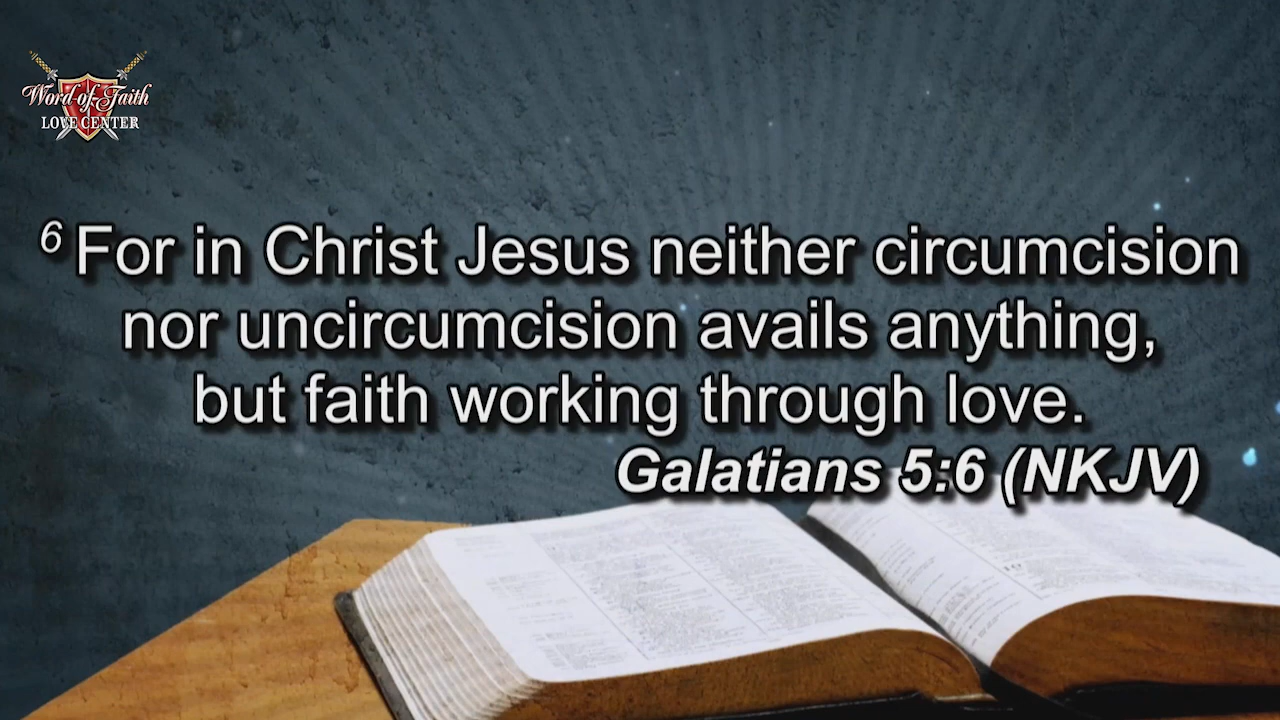 Word of Faith
LOVE CENTER
6 For in Christ Jesus neither circumcision
nor uncircumcision avails anything,
but faith working through love.
Galatians 5:6 (NKJV)